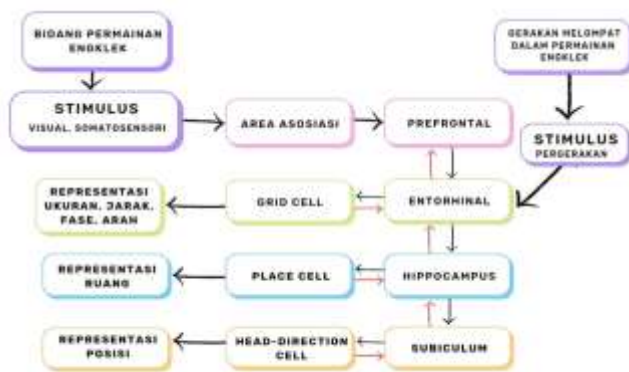 BIDANG PERMAINAN
ENGKLEK
GERAKAN MELOMPAT
DALAM PERMAINAN
ENGKLEK
STIMULUS
VISUAL, SOMATOSENSORI
AREA ASOSIASI
PREFRONTAL
STIMULUS
PERGERAKAN
REPRESENTASI
UKURAN, JARAK,
FASE, ARAH
GRID CELL
ENTORHINAL
REPRESENTASI
RUANG
PLACE CELL
HIPPOCAMPUS
REPRESENTASI
POSISI
HEAD-DIRECTION
CELL
SUBICULUM